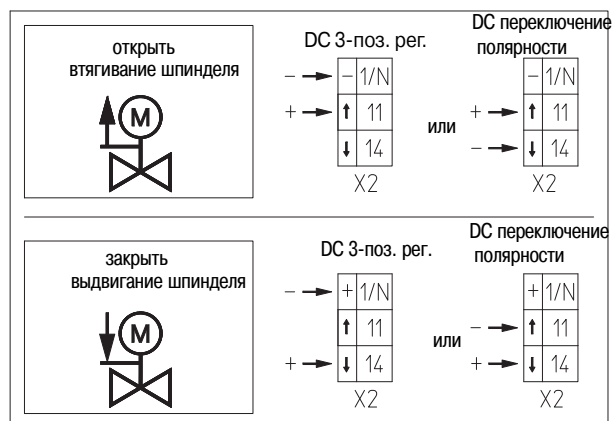 открыть
втягивание шпинделя
M
DC 3-поз. рег.
– – 1/N
+ ↑ 11
↓ 14
X2
или
DC переключение
полярности
– 1/N
+ ↑ 11
– ↓ 14
X2
закрыть
выдвигание шпинделя
M
DC 3-поз. рег.
– + 1/N
↑ 11
+ ↓ 14
X2
или
DC переключение
полярности
+ 1/N
– ↑ 11
+ ↓ 14
X2